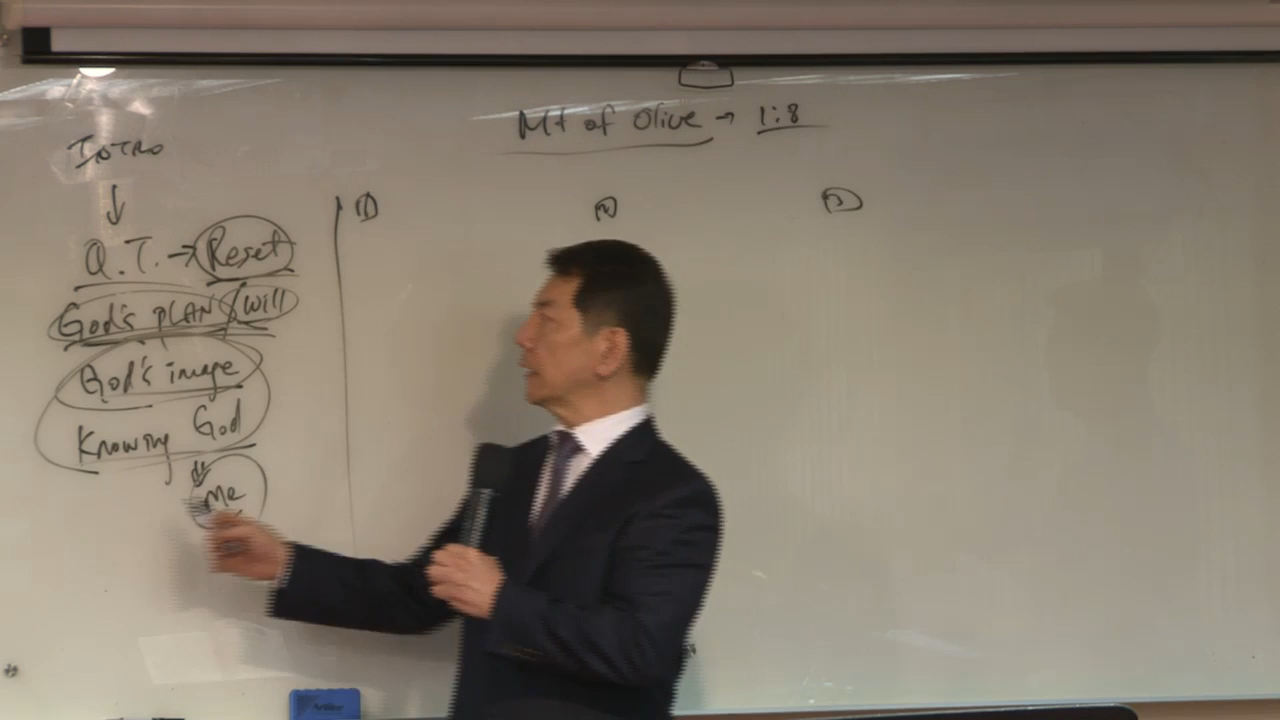 Mt of Olive → 1:8
INTRO
↓
Q.T. → Reset
God's PLAN / Will
God's image
Knowing God
Me
① ② ③